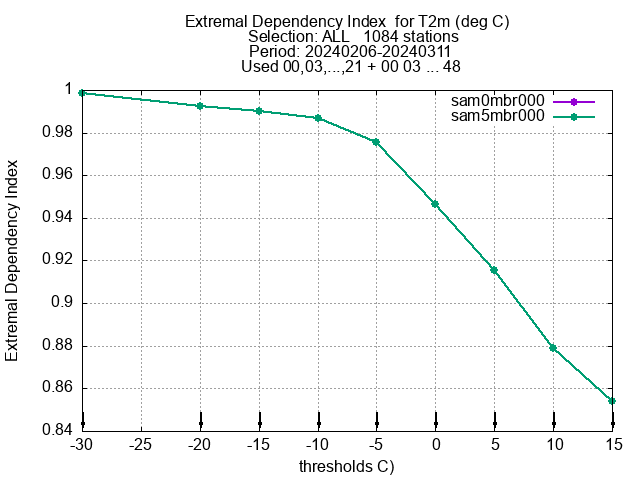 Extremal Dependency Index  for T2m (deg C)
Selection: ALL   1084 stations
Period: 20240206-20240311
Used 00,03,...,21 + 00 03 ... 48
sam0mbr000
sam5mbr000
Extremal Dependency Index
1
0.98
0.96
0.94
0.92
0.9
0.88
0.86
0.84
-30 -25 -20 -15 -10 -5 0 5 10 15
thresholds C)